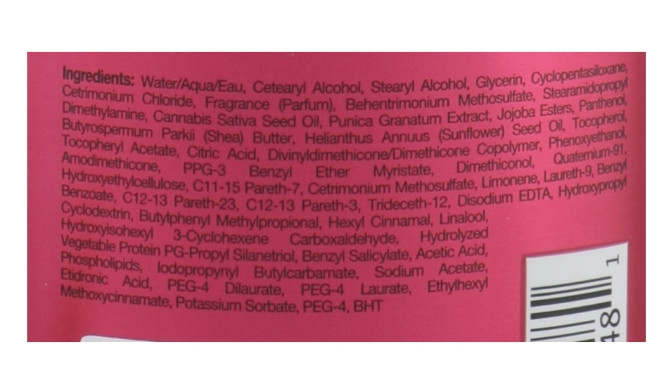 Ingredients: Water/Aqua/Eau, Cetearyl Alcohol, Stearyl Alcohol, Glycerin, Cyclopentasiloxane,
Cetrimonium Chloride, Fragrance (Parfum), Behentrimonium Methosulfate, Stearamidopropyl
Dimethylamine, Cannabis Sativa Seed Oil, Punica Granatum Extract, Jojoba Esters, Panthenol,
Butyrospermum Parkii (Shea) Butter, Helianthus Annuus (Sunflower) Seed Oil, Tocopherol,
Tocopheryl Acetate, Citric Acid, Divinyldimethicone/Dimethicone Copolymer, Phenoxyethanol,
Amodimethicone, PPG-3 Benzyl Ether Myristate, Dimethiconol, Quaternium-91,
Hydroxyethylcellulose, C11-15 Pareth-7, Cetrimonium Methosulfate, Limonene, Laureth-9, Benzyl
Benzoate, C12-13 Pareth-23, C12-13 Pareth-3, Trideceth-12, Disodium EDTA, Hydroxypropyl
Cyclodextrin, Butylphenyl Methylpropional, Hexyl Cinnamal, Linalool,
Hydroxyisohexyl 3-Cyclohexene Carboxaldehyde, Hydrolyzed
Vegetable Protein PG-Propyl Silanetriol, Benzyl Salicylate, Acetic Acid,
Phospholipids, Iodopropynyl Butylcarbamate, Sodium Acetate,
Etidronic Acid, PEG-4 Dilaurate, PEG-4 Laurate, Ethylhexyl
Methoxycinnamate, Potassium Sorbate, PEG-4, BHT
48 1